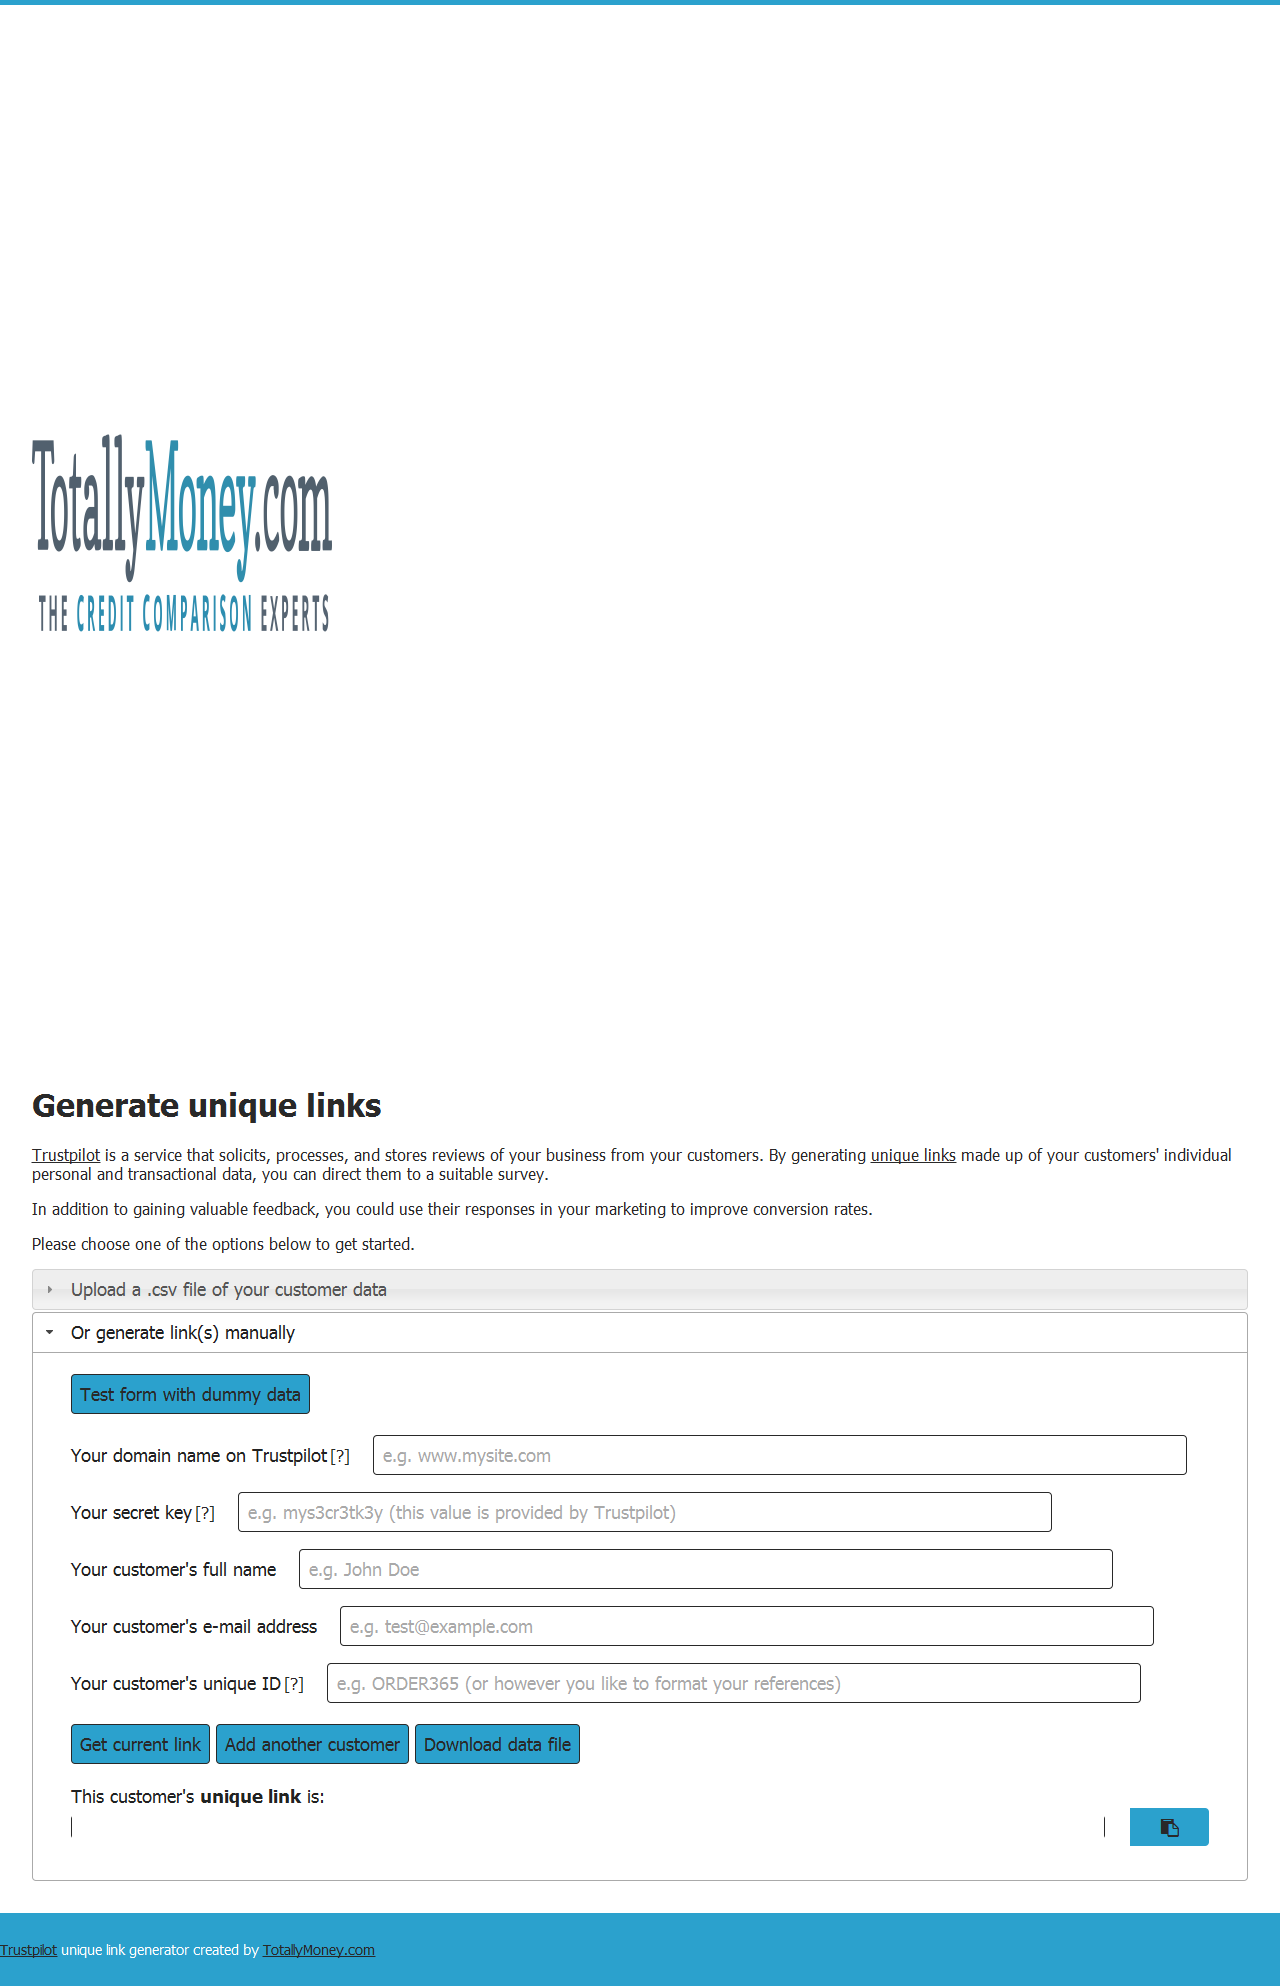 TotallyMoney.com
THE CREDIT COMPARISON EXPERTS
Generate unique links
Trustpilot is a service that solicits, processes, and stores reviews of your business from your customers. By generating unique links made up of your customers' individual
personal and transactional data, you can direct them to a suitable survey.
In addition to gaining valuable feedback, you could use their responses in your marketing to improve conversion rates.
Please choose one of the options below to get started.
Upload a .csv file of your customer data
Or generate link(s) manually
Test form with dummy data
Your domain name on Trustpilot [?] e.g. www.mysite.com
Your secret key [?] e.g. mys3cr3tk3y (this value is provided by Trustpilot)
Your customer's full name e.g. John Doe
Your customer's e-mail address e.g. test@example.com
Your customer's unique ID [?] e.g. ORDER365 (or however you like to format your references)
Get current link Add another customer Download data file
This customer's unique link is:
Trustpilot unique link generator created by TotallyMoney.com